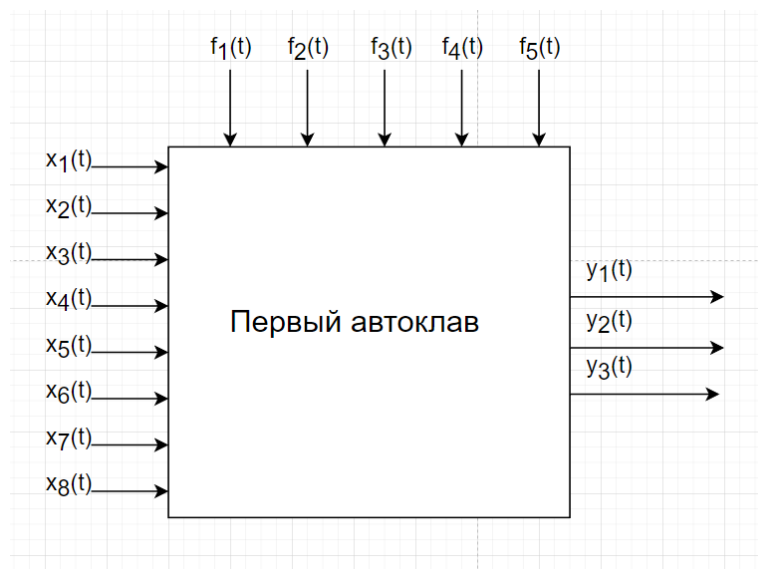 f1(t) f2(t) f3(t) f4(t) f5(t)
x1(t)
x2(t)
x3(t)
x4(t)
x5(t)
x6(t)
x7(t)
x8(t)
Первый автоклав
y1(t)
y2(t)
y3(t)